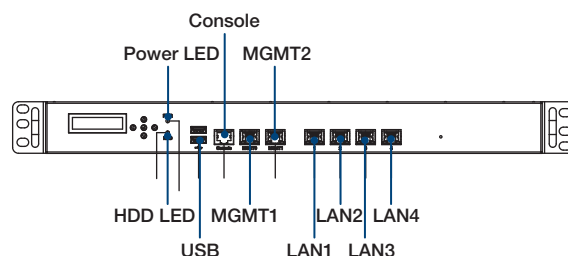 Console
Power LED MGMT2
HDD LED MGMT1 LAN2 LAN4
USB LAN1 LAN3